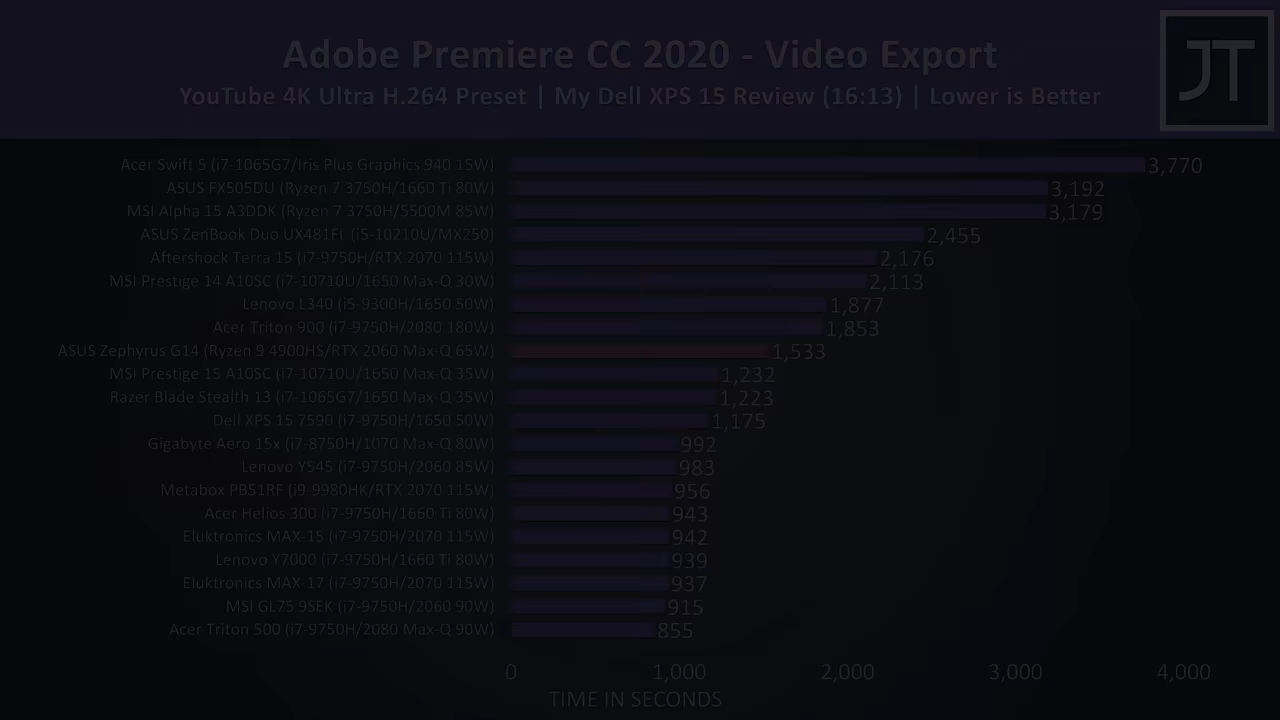 Adobe Premiere CC 2020 - Video Export
JT
YouTube 4K Ultra H.264 Preset | My Dell XPS 15 Review (16:13) | Lower is Better
Acer Swift 5 (i7-1065G7/Iris Plus Graphics 940 15W) 3,770
ASUS FX505DU (Ryzen 7 3750H/1660 Ti 80W) 3,192
MSI Alpha 15 A3DDK (Ryzen 7 3750H/5500M 85W) 3,179
ASUS ZenBook Duo UX481FL (i5-10210U/MX250) 2,455
Aftershock Terra 15 (i7-9750H/RTX 2070 115W) 2,176
MSI Prestige 14 A10SC (i7-10710U/1650 Max-Q 30W) 2,113
Lenovo L340 (i5-9300H/1650 50W) 1,877
Acer Triton 900 (i7-9750H/2080 180W) 1,853
ASUS Zephyrus G14 (Ryzen 9 4900HS/RTX 2060 Max-Q 65W) 1,533
MSI Prestige 15 A10SC (i7-10710U/1650 Max-Q 35W) 1,232
Razer Blade Stealth 13 (i7-1065G7/1650 Max-Q 35W) 1,223
Dell XPS 15 7590 (i7-9750H/1650 50W) 1,175
Gigabyte Aero 15x (i7-8750H/1070 Max-Q 80W) 992
Lenovo Y545 (i7-9750H/2060 85W) 983
Metabox PB51RF (i9-9980HK/RTX 2070 115W) 956
Acer Helios 300 (i7-9750H/1660 Ti 80W) 943
Eluktronics MAX-15 (i7-9750H/2070 115W) 942
Lenovo Y7000 (i7-9750H/1660 Ti 80W) 939
Eluktronics MAX-17 (i7-9750H/2070 115W) 937
MSI GL75 9SEK (i7-9750H/2060 90W) 915
Acer Triton 500 (i7-9750H/2080 Max-Q 90W) 855
0 1,000 2,000 3,000 4,000
TIME IN SECONDS